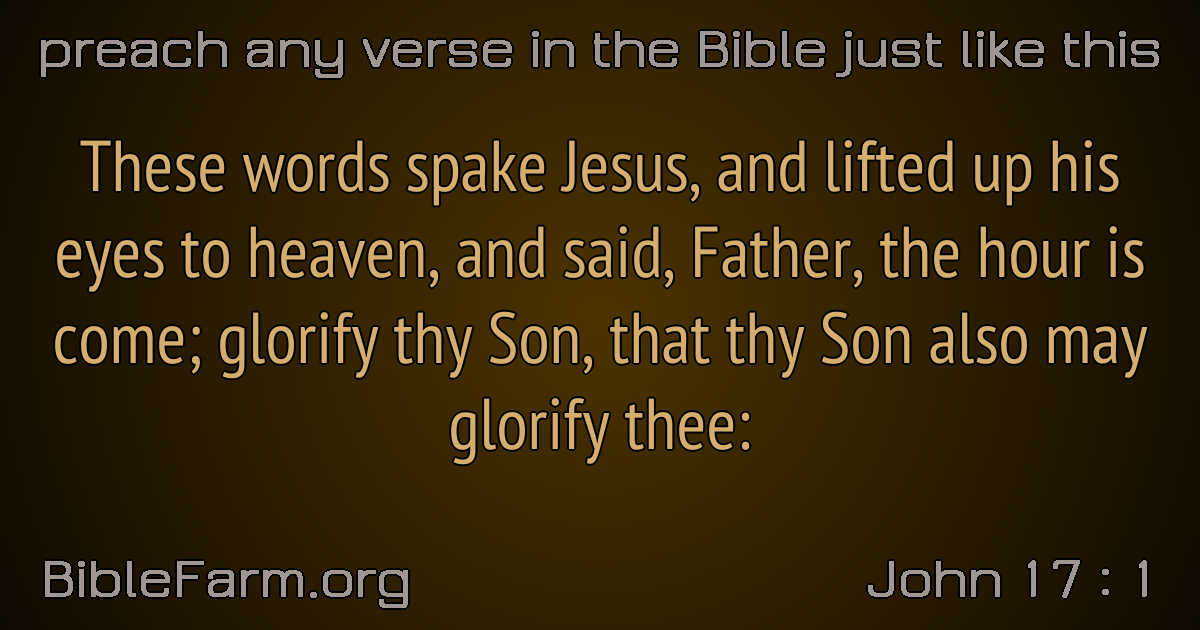 preach any verse in the Bible just like this
These words spake Jesus, and lifted up his
eyes to heaven, and said, Father, the hour is
come; glorify thy Son, that thy Son also may
glorify thee:
BibleFarm.org
John 17 : 1